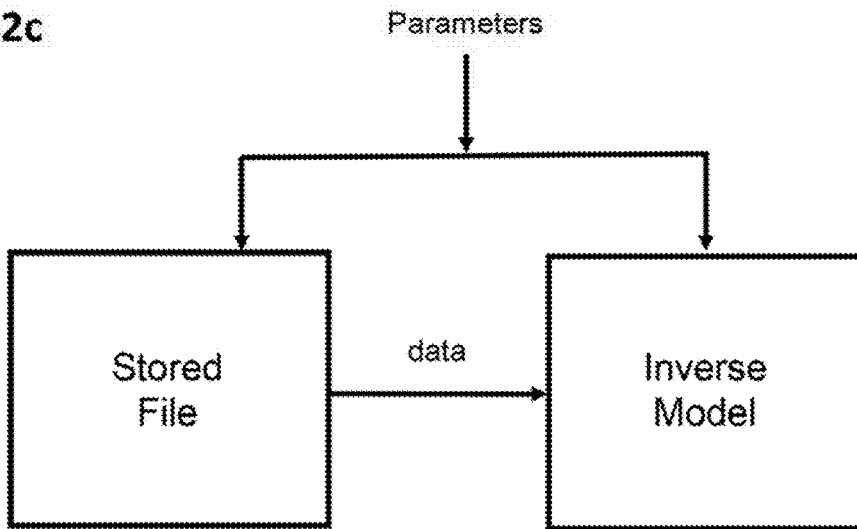 2c
Parameters
Stored
File
data
Inverse
Model